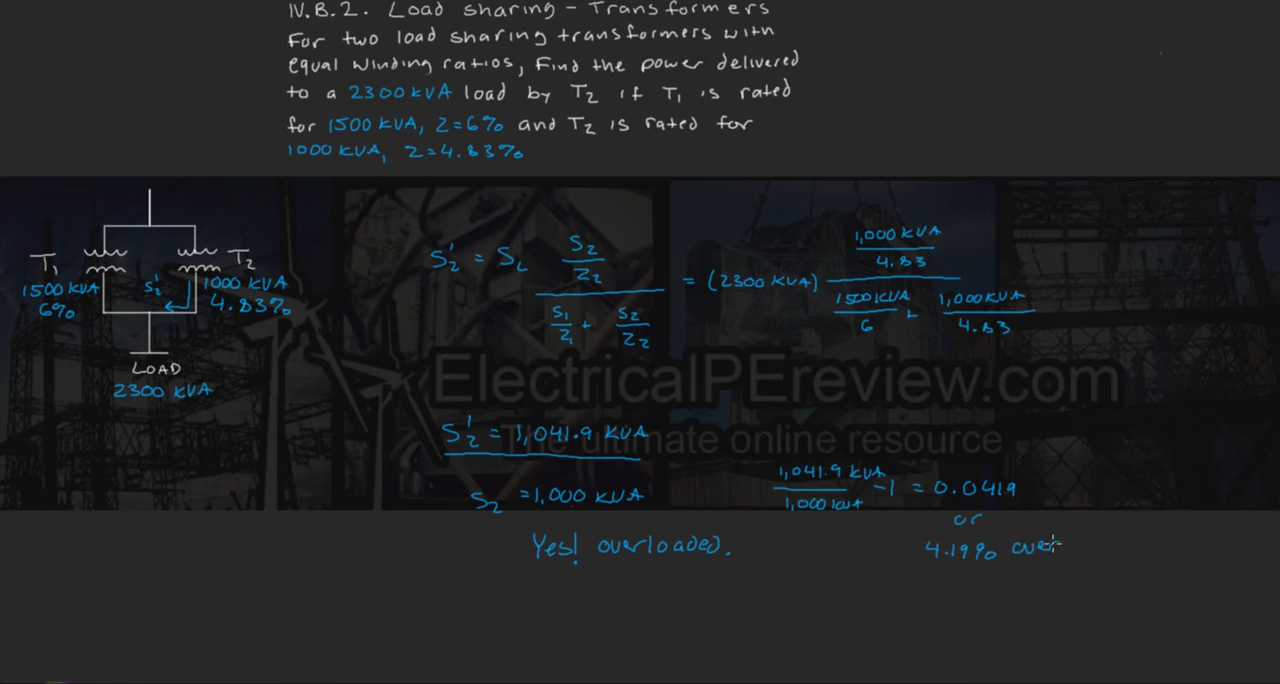 IV.B.2. Load sharing - Transformers
For two load sharing transformers with
equal winding ratios, Find the power delivered
to a 2300 KVA load by T2 if T1 is rated
for 1500 KVA, Z=6% and T2 is rated for
1000 KVA, Z=4.83%
T1 T2
1500 KVA 6%
S2' 1000 KVA 4.83%
LOAD
2300 KVA
S2' = SL (S2/Z2) / (S1/Z1 + S2/Z2) = (2300 KVA) (1,000 KVA/4.83) / (1500 KVA/6 + 1,000 KVA/4.83)
ElectricalPEreview.com
The ultimate online resource
S2' = 1,041.9 KVA
S2 = 1,000 KVA
Yes! overloaded.
1,041.9 KVA / 1,000 KVA - 1 = 0.0419
or
4.19% over